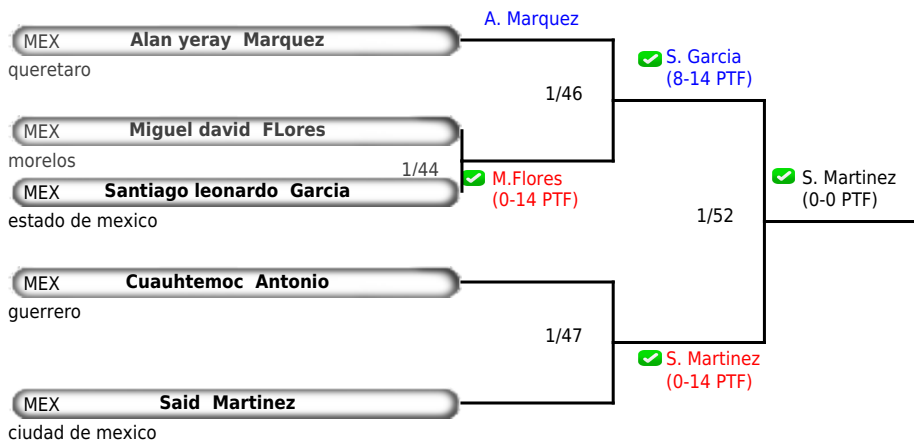 A. Marquez
MEX Alan yeray Marquez
queretaro
S. Garcia
(8-14 PTF)
1/46
MEX Miguel david FLores
morelos
1/44
M.Flores
(0-14 PTF)
S. Martinez
(0-0 PTF)
MEX Santiago leonardo Garcia
estado de mexico
1/52
MEX Cuauhtemoc Antonio
guerrero
1/47
S. Martinez
(0-14 PTF)
MEX Said Martinez
ciudad de mexico